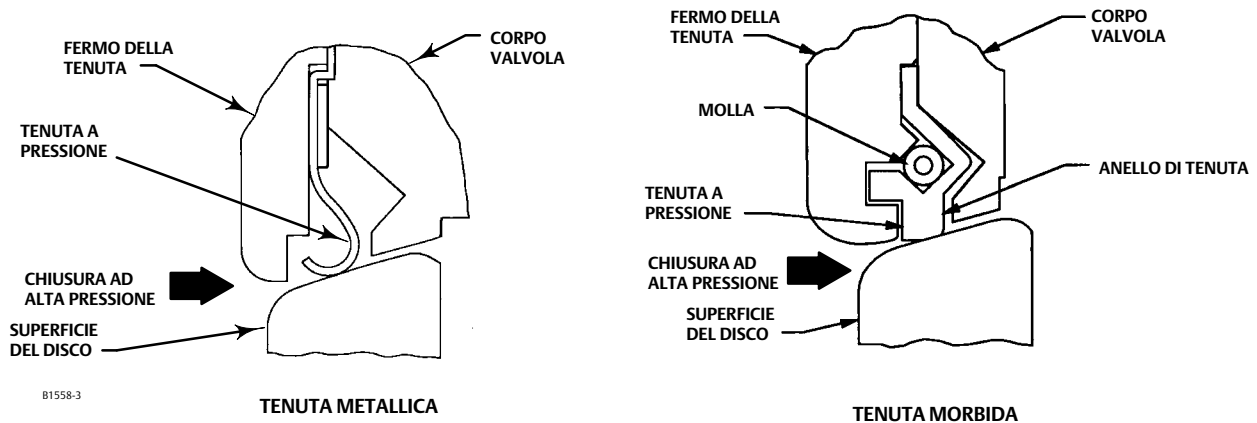 FERMO DELLA
TENUTA
CORPO
VALVOLA
TENUTA A
PRESSIONE
CHIUSURA AD
ALTA PRESSIONE
SUPERFICIE
DEL DISCO
B1558-3
TENUTA METALLICA
FERMO DELLA
TENUTA
CORPO
VALVOLA
MOLLA
ANELLO DI TENUTA
TENUTA A
PRESSIONE
CHIUSURA AD
ALTA PRESSIONE
SUPERFICIE
DEL DISCO
TENUTA MORBIDA